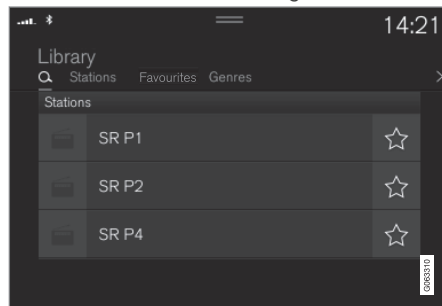 14:21
Library
Stations Favourites Genres
Stations
SR P1
SR P2
SR P4
G063310